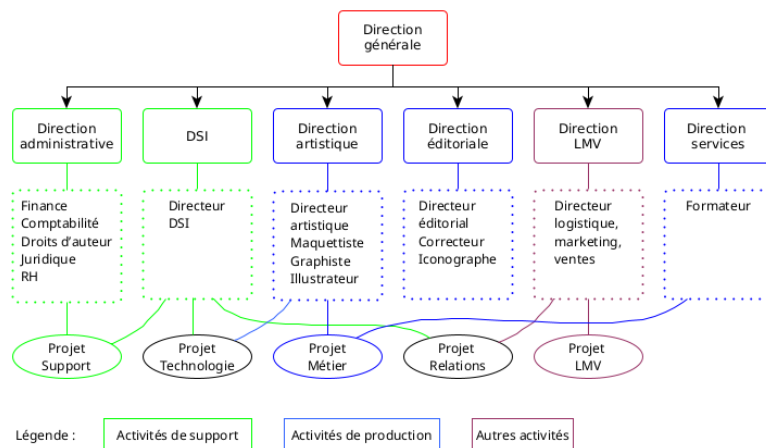 Direction
générale
Direction
administrative
DSI
Direction
artistique
Direction
éditoriale
Direction
LMV
Direction
services
Finance
Comptabilité
Droits d’auteur
Juridique
RH
Directeur
DSI
Directeur
artistique
Maquettiste
Graphiste
Illustrateur
Directeur
éditorial
Correcteur
Iconographe
Directeur
logistique,
marketing,
ventes
Formateur
Projet
Support
Projet
Technologie
Projet
Métier
Projet
Relations
Projet
LMV
Légende :
Activités de support
Activités de production
Autres activités